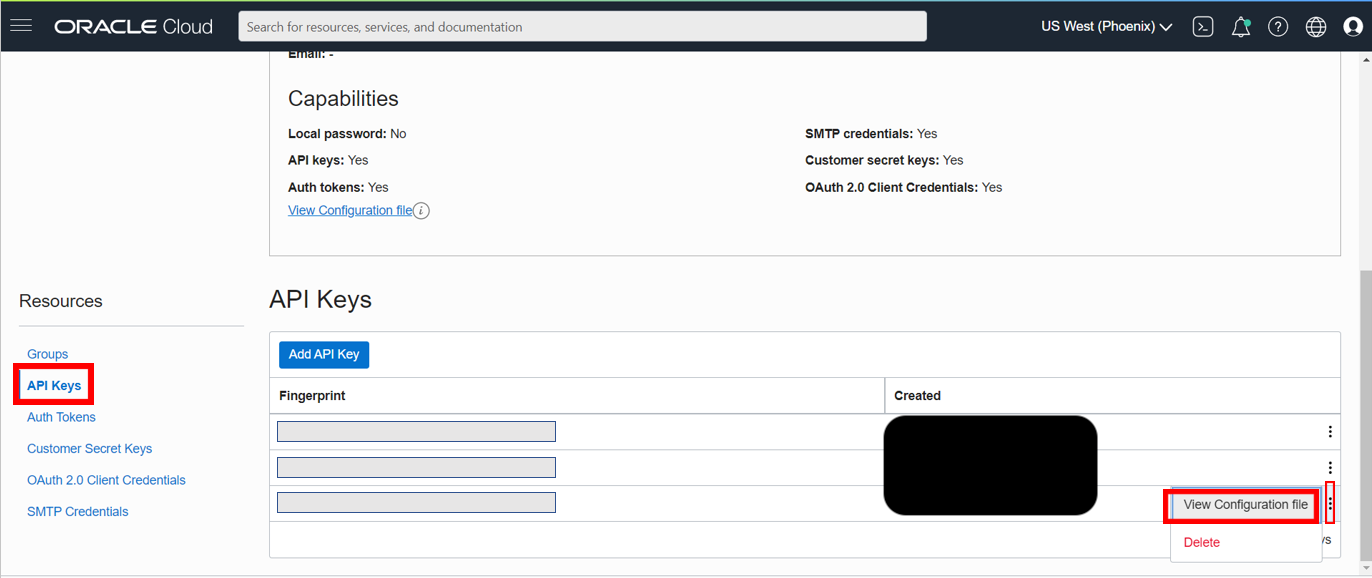 ORACLE Cloud
Search for resources, services, and documentation
US West (Phoenix)
Email: -
Capabilities
Local password: No
SMTP credentials: Yes
API keys: Yes
Customer secret keys: Yes
Auth tokens: Yes
OAuth 2.0 Client Credentials: Yes
View Configuration file
Resources
API Keys
Groups
Add API Key
API Keys
Fingerprint
Created
Auth Tokens
Customer Secret Keys
OAuth 2.0 Client Credentials
View Configuration file
SMTP Credentials
Delete